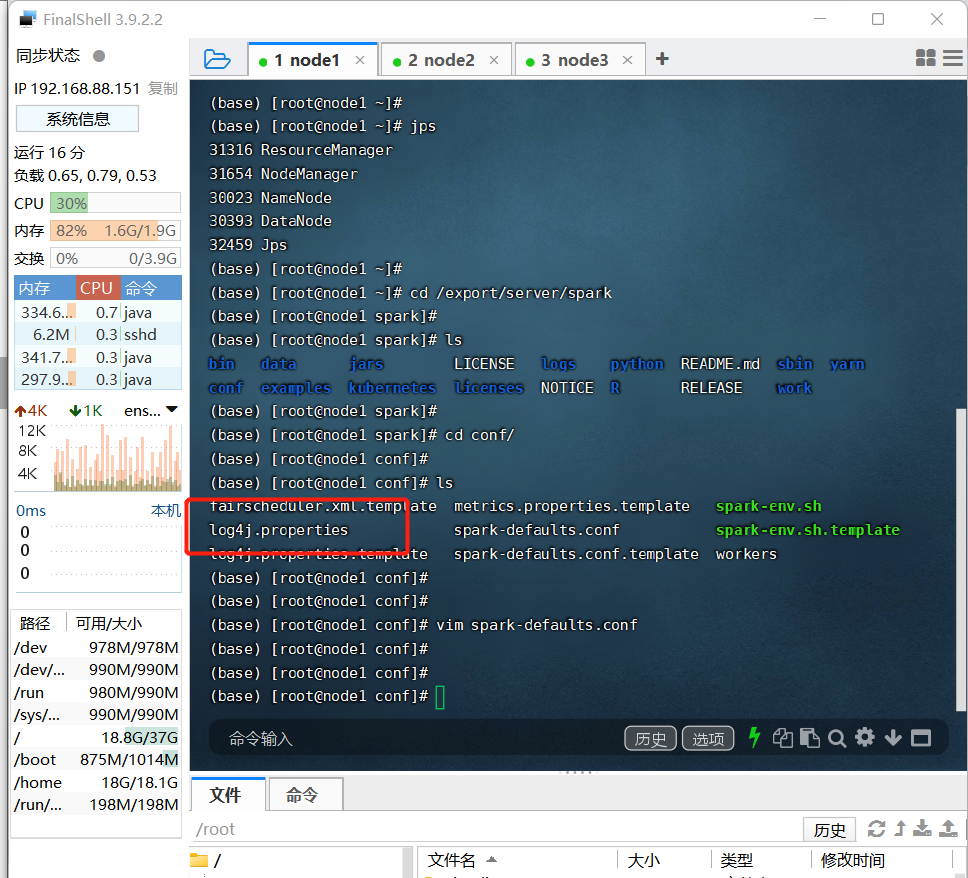 FinalShell 3.9.2.2
同步状态
IP 192.168.88.151 复制
系统信息
运行 16 分
负载 0.65, 0.79, 0.53
CPU 30%
内存 82% 1.6G/1.9G
交换 0% 0/3.9G
内存 CPU 命令
334.6... 0.7 java
6.2M 0.3 sshd
341.7... 0.3 java
297.9... 0.3 java
4K 1K ens...
12K
8K
4K
0ms 本机
0
0
0
路径 可用/大小
/dev 978M/978M
/dev/... 990M/990M
/run 980M/990M
/sys/... 990M/990M
/ 18.8G/37G
/boot 875M/1014M
/home 18G/18.1G
/run/... 198M/198M
1 node1 2 node2 3 node3
(base) [root@node1 ~]#
(base) [root@node1 ~]# jps
31316 ResourceManager
31654 NodeManager
30023 NameNode
30393 DataNode
32459 Jps
(base) [root@node1 ~]#
(base) [root@node1 ~]# cd /export/server/spark
(base) [root@node1 spark]#
(base) [root@node1 spark]# ls
bin data jars LICENSE logs python README.md sbin yarn
conf examples kubernetes licenses NOTICE R RELEASE work
(base) [root@node1 spark]#
(base) [root@node1 spark]# cd conf/
(base) [root@node1 conf]#
(base) [root@node1 conf]# ls
fairscheduler.xml.template metrics.properties.template spark-env.sh
log4j.properties spark-defaults.conf spark-env.sh.template
log4j.properties.template spark-defaults.conf.template workers
(base) [root@node1 conf]#
(base) [root@node1 conf]#
(base) [root@node1 conf]# vim spark-defaults.conf
(base) [root@node1 conf]#
(base) [root@node1 conf]#
(base) [root@node1 conf]#
命令输入 历史 选项
文件 命令
/root 历史
/ 文件名 大小 类型 修改时间